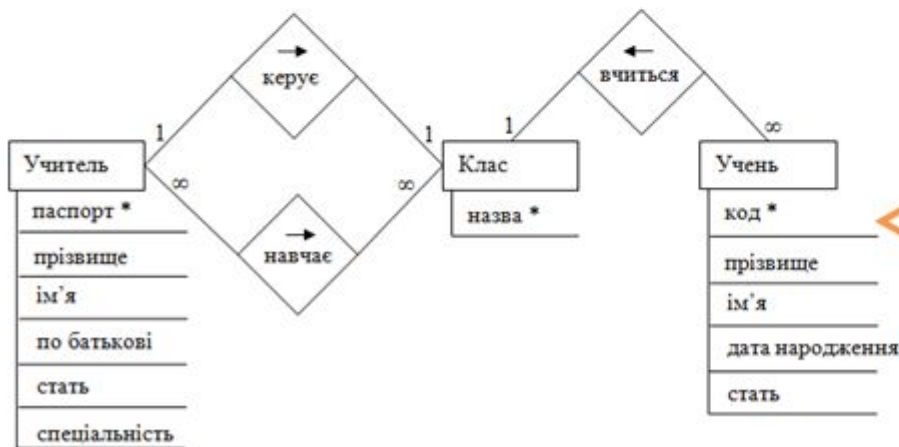 керує
вчиться
1
1
1
∞
Учитель
Клас
Учень
∞
∞
паспорт *
назва *
код *
навчає
прізвище
прізвище
ім’я
ім’я
по батькові
дата народження
стать
стать
спеціальність